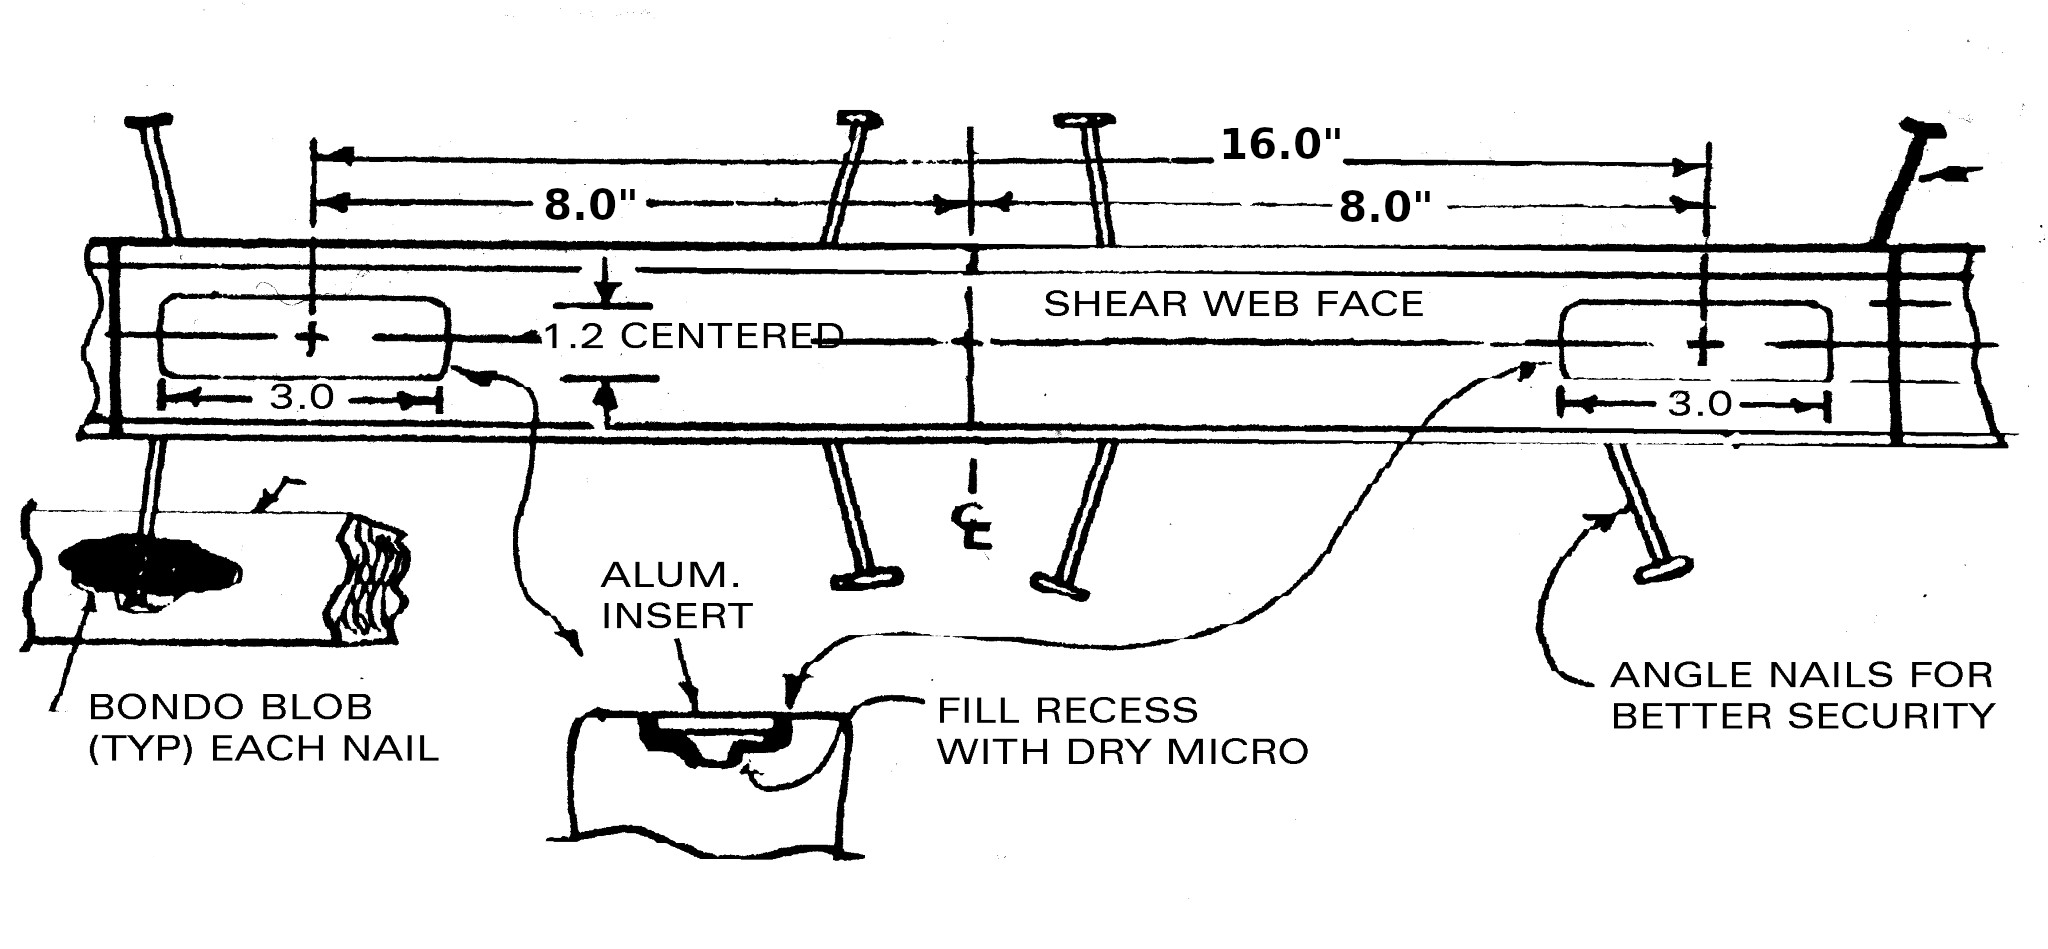 16.0"
8.0"
8.0"
SHEAR WEB FACE
1.2 CENTERED
3.0
3.0
℄
ALUM.
INSERT
ANGLE NAILS FOR
BETTER SECURITY
BONDO BLOB
(TYP) EACH NAIL
FILL RECESS
WITH DRY MICRO